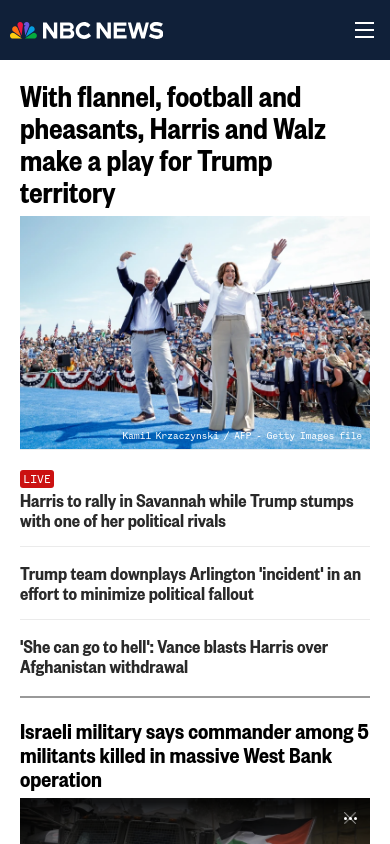 NBC NEWS
With flannel, football and
pheasants, Harris and Walz
make a play for Trump
territory
Kamil Krzaczynski / AFP - Getty Images file
LIVE
Harris to rally in Savannah while Trump stumps
with one of her political rivals
Trump team downplays Arlington 'incident' in an
effort to minimize political fallout
'She can go to hell': Vance blasts Harris over
Afghanistan withdrawal
Israeli military says commander among 5
militants killed in massive West Bank
operation